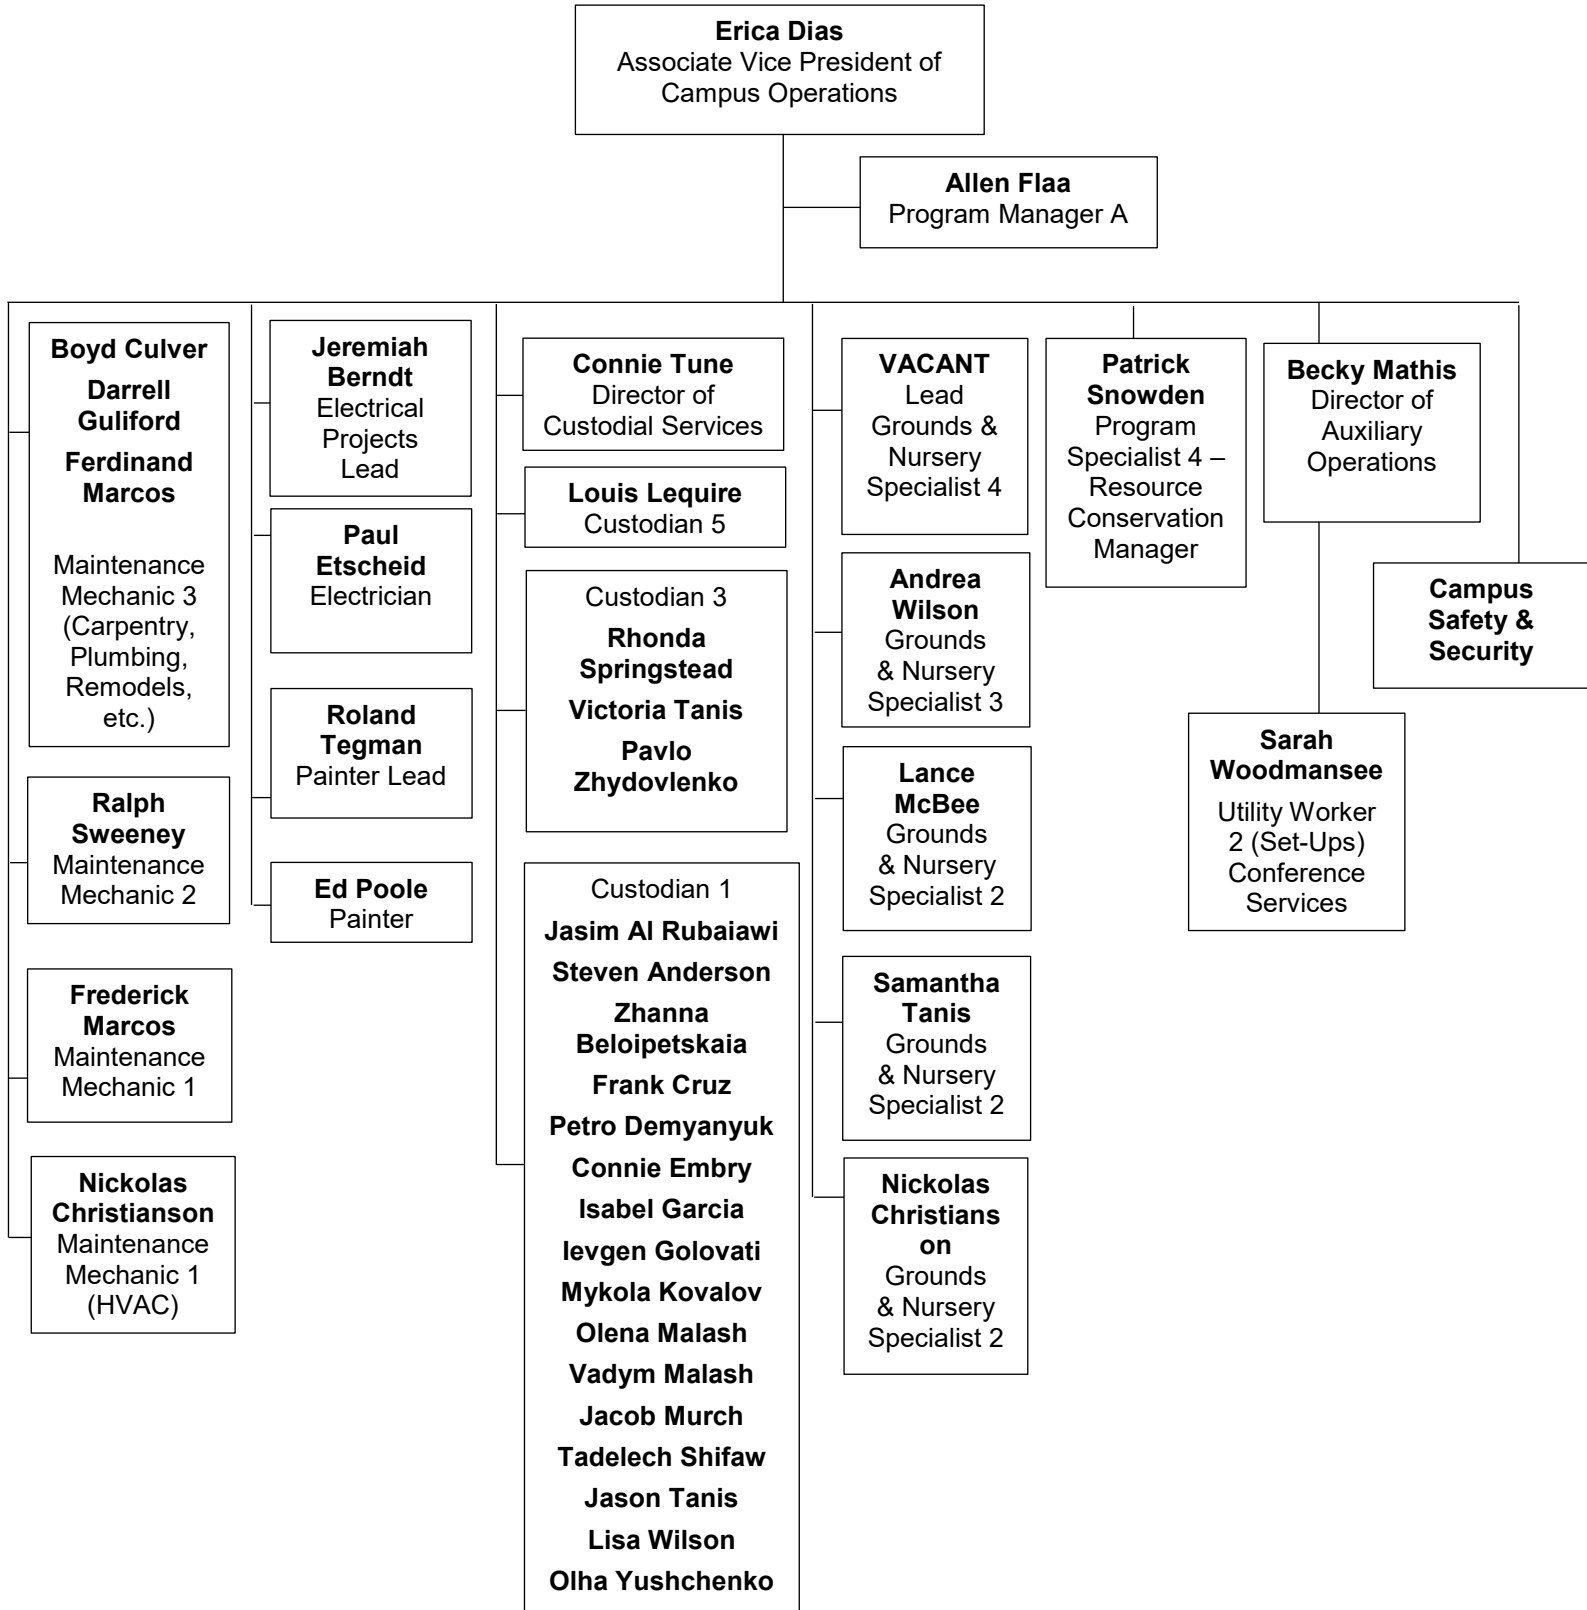 Erica Dias
Associate Vice President of
Campus Operations
Allen Flaa
Program Manager A
Boyd Culver
Darrell
Guliford
Ferdinand
Marcos
Maintenance
Mechanic 3
(Carpentry,
Plumbing,
Remodels,
etc.)
Ralph
Sweeney
Maintenance
Mechanic 2
Frederick
Marcos
Maintenance
Mechanic 1
Nickolas
Christianson
Maintenance
Mechanic 1
(HVAC)
Jeremiah
Berndt
Electrical
Projects
Lead
Paul
Etscheid
Electrician
Roland
Tegman
Painter Lead
Ed Poole
Painter
Connie Tune
Director of
Custodial Services
Louis Lequire
Custodian 5
Custodian 3
Rhonda
Springstead
Victoria Tanis
Pavlo
Zhydovlenko
Custodian 1
Jasim Al Rubaiawi
Steven Anderson
Zhanna
Beloipetskaia
Frank Cruz
Petro Demyanyuk
Connie Embry
Isabel Garcia
Ievgen Golovati
Mykola Kovalov
Olena Malash
Vadym Malash
Jacob Murch
Tadelech Shifaw
Jason Tanis
Lisa Wilson
Olha Yushchenko
VACANT
Lead
Grounds &
Nursery
Specialist 4
Andrea
Wilson
Grounds
& Nursery
Specialist 3
Lance
McBee
Grounds
& Nursery
Specialist 2
Samantha
Tanis
Grounds
& Nursery
Specialist 2
Nickolas
Christians
on
Grounds
& Nursery
Specialist 2
Patrick
Snowden
Program
Specialist 4 –
Resource
Conservation
Manager
Becky Mathis
Director of
Auxiliary
Operations
Sarah
Woodmansee
Utility Worker
2 (Set-Ups)
Conference
Services
Campus
Safety &
Security